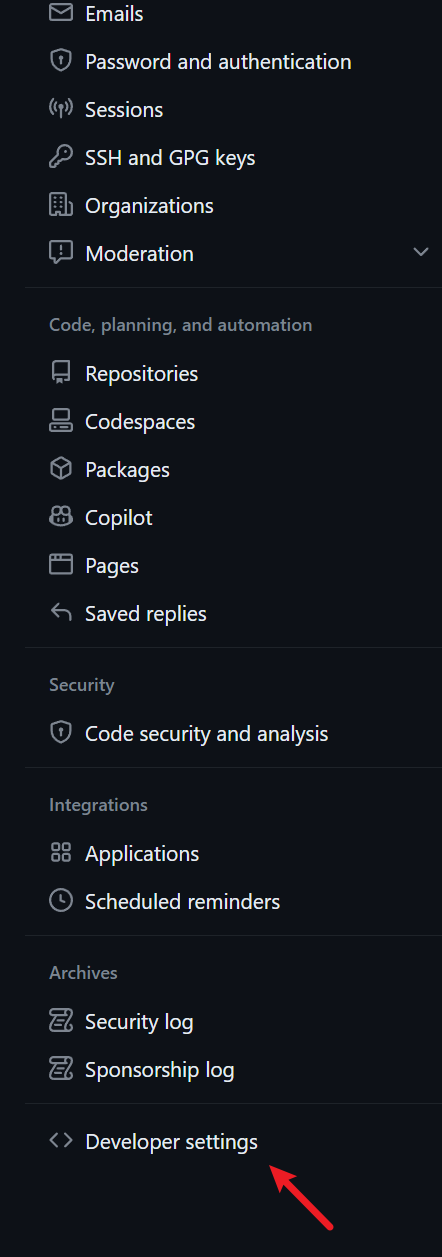 Emails
Password and authentication
Sessions
SSH and GPG keys
Organizations
Moderation
Code, planning, and automation
Repositories
Codespaces
Packages
Copilot
Pages
Saved replies
Security
Code security and analysis
Integrations
Applications
Scheduled reminders
Archives
Security log
Sponsorship log
Developer settings